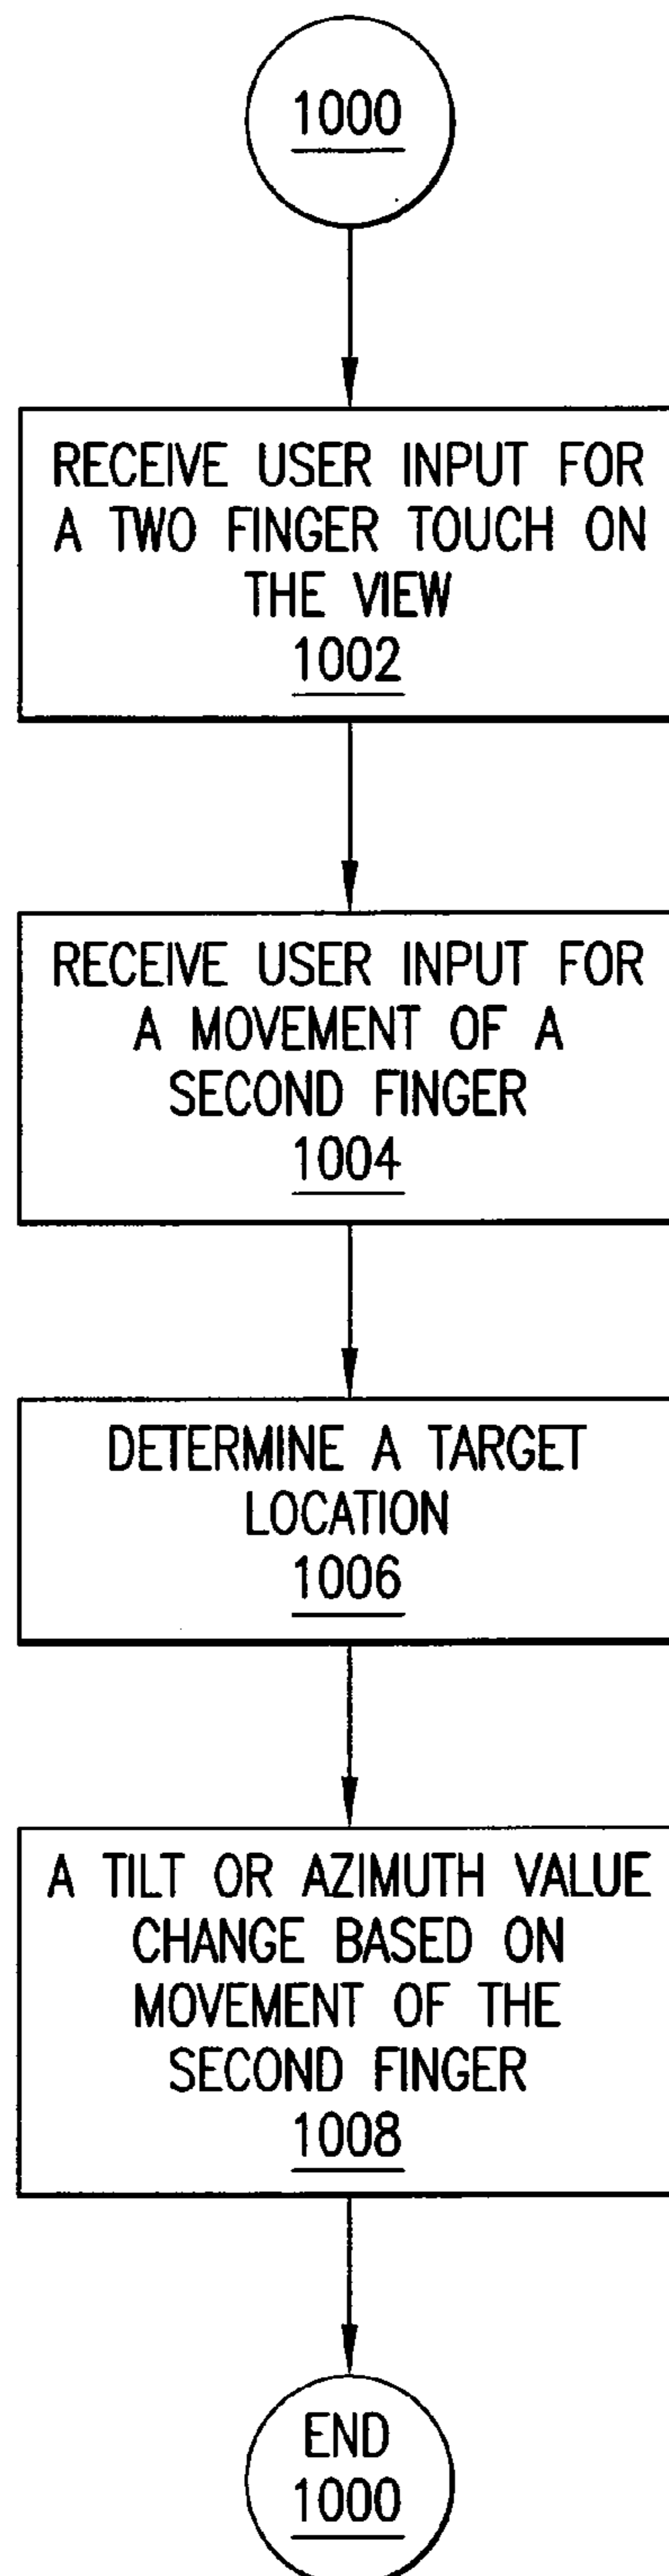 1000
RECEIVE USER INPUT FOR
A TWO FINGER TOUCH ON
THE VIEW
1002
RECEIVE USER INPUT FOR
A MOVEMENT OF A
SECOND FINGER
1004
DETERMINE A TARGET
LOCATION
1006
A TILT OR AZIMUTH VALUE
CHANGE BASED ON
MOVEMENT OF THE
SECOND FINGER
1008
END
1000